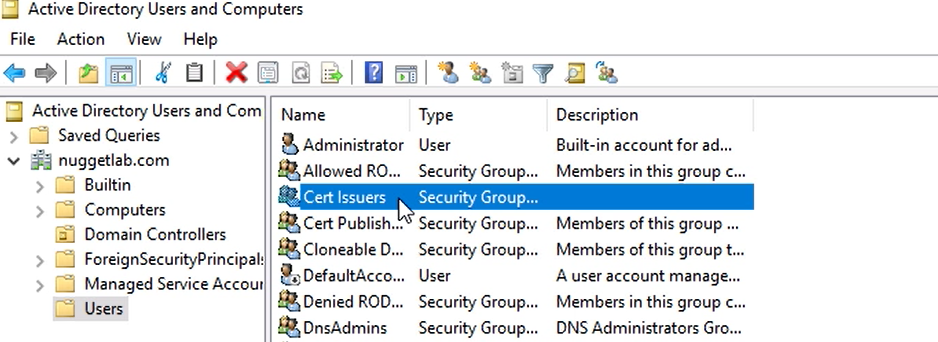 Active Directory Users and Computers
File Action View Help
Active Directory Users and Com
Saved Queries
nuggetlab.com
Builtin
Computers
Domain Controllers
ForeignSecurityPrincipals
Managed Service Accour
Users
Name Type Description
Administrator User Built-in account for ad...
Allowed RO... Security Group... Members in this group c...
Cert Issuers Security Group...
Cert Publish... Security Group... Members of this group ...
Cloneable D... Security Group... Members of this group t...
DefaultAcco... User A user account manage...
Denied ROD... Security Group... Members in this group c...
DnsAdmins Security Group... DNS Administrators Gro...